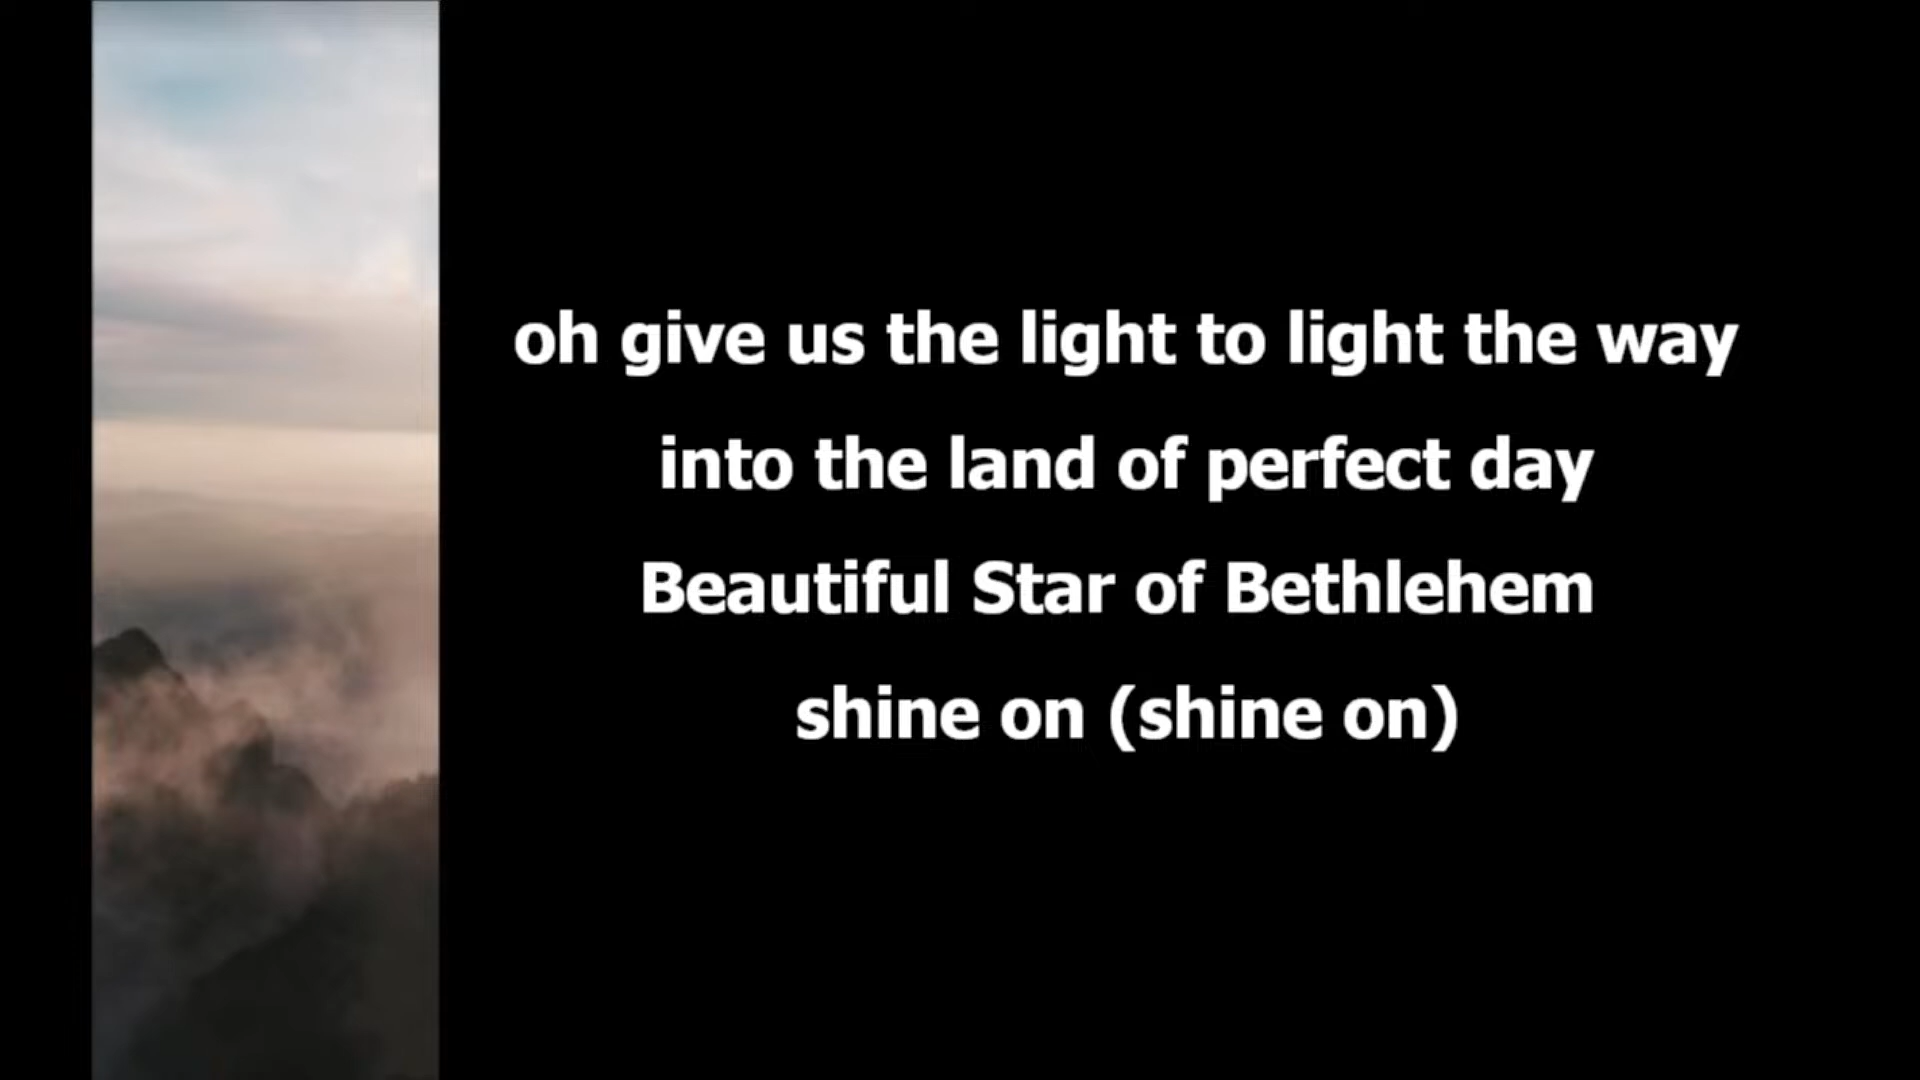 oh give us the light to light the way
into the land of perfect day
Beautiful Star of Bethlehem
shine on (shine on)